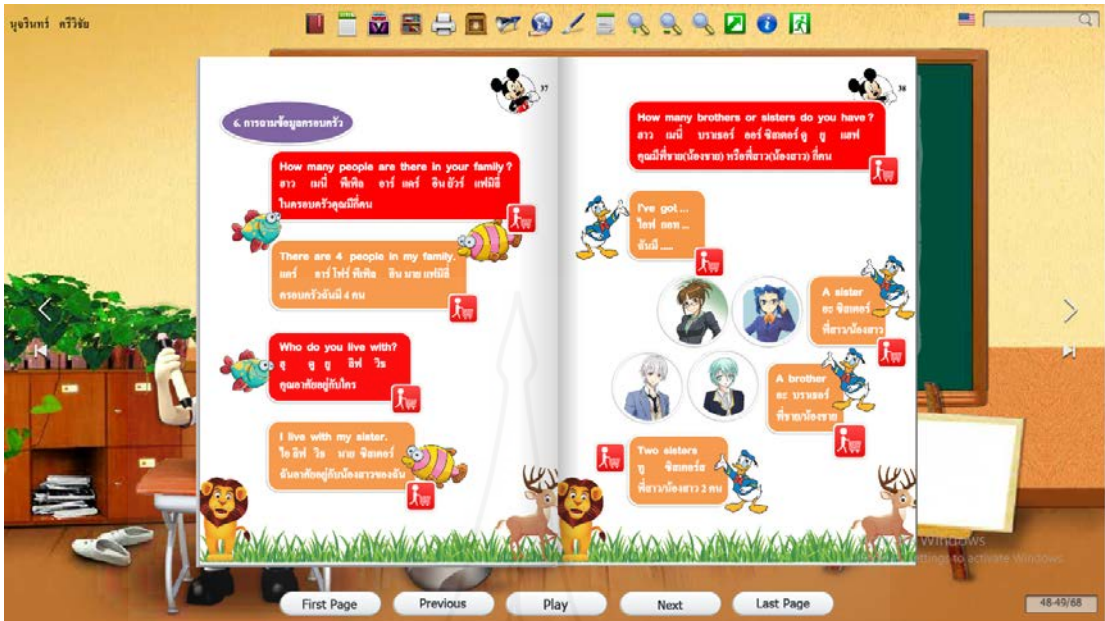 นุจรินทร์ ศรีวิชัย
37
6. การถามข้อมูลครอบครัว
How many people are there in your family ?
ฮาว เมนี่ พีเพิล อาร์ แดร์ อิน ยัวร์ แฟมิลี่
ในครอบครัวคุณมีกี่คน
There are 4 people in my family.
แดร์ อาร์ โฟร์ พีเพิล อิน มาย แฟมิลี่
ครอบครัวฉันมี 4 คน
Who do you live with?
ฮู ดู ยู ลิฟ วิธ
คุณอาศัยอยู่กับใคร
I live with my sister.
ไอ ลิฟ วิธ มาย ซิสเตอร์
ฉันอาศัยอยู่กับน้องสาวของฉัน
38
How many brothers or sisters do you have ?
ฮาว เมนี่ บราเธอร์ ออร์ ซิสเตอร์ ดู ยู แฮฟ
คุณมีพี่ชาย(น้องชาย) หรือพี่สาว(น้องสาว) กี่คน
I've got ...
ไอฟ กอท ...
ฉันมี .....
A sister
อะ ซิสเตอร์
พี่สาว/น้องสาว
A brother
อะ บราเธอร์
พี่ชาย/น้องชาย
Two sisters
ทู ซิสเตอร์ส
พี่สาว/น้องสาว 2 คน
Windows
to activate Windows.
First Page
Previous
Play
Next
Last Page
48-49/68